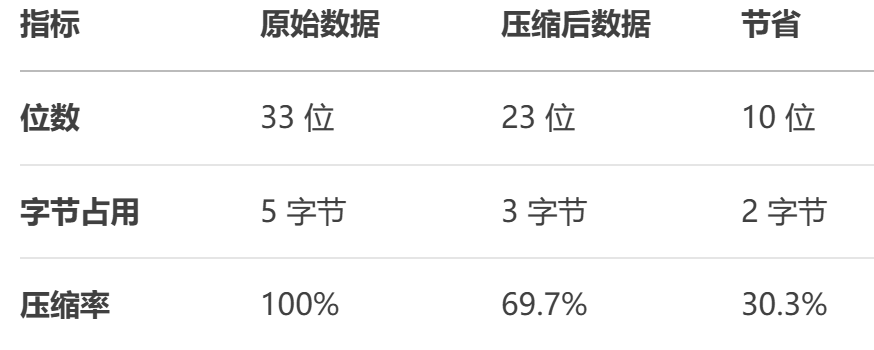 指标 原始数据 压缩后数据 节省
位数 33 位 23 位 10 位
字节占用 5 字节 3 字节 2 字节
压缩率 100% 69.7% 30.3%